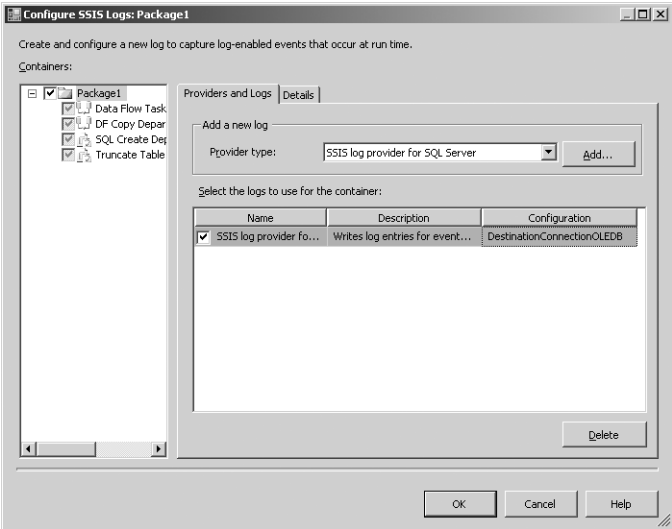 Configure SSIS Logs: Package1
Create and configure a new log to capture log-enabled events that occur at run time.
Containers:
Package1
Data Flow Task
DF Copy Depar
SQL Create Dep
Truncate Table
Providers and Logs
Details
Add a new log
Provider type:
SSIS log provider for SQL Server
Add...
Select the logs to use for the container:
Name Description Configuration
SSIS log provider fo... Writes log entries for event... DestinationConnectionOLEDB
Delete
OK Cancel Help